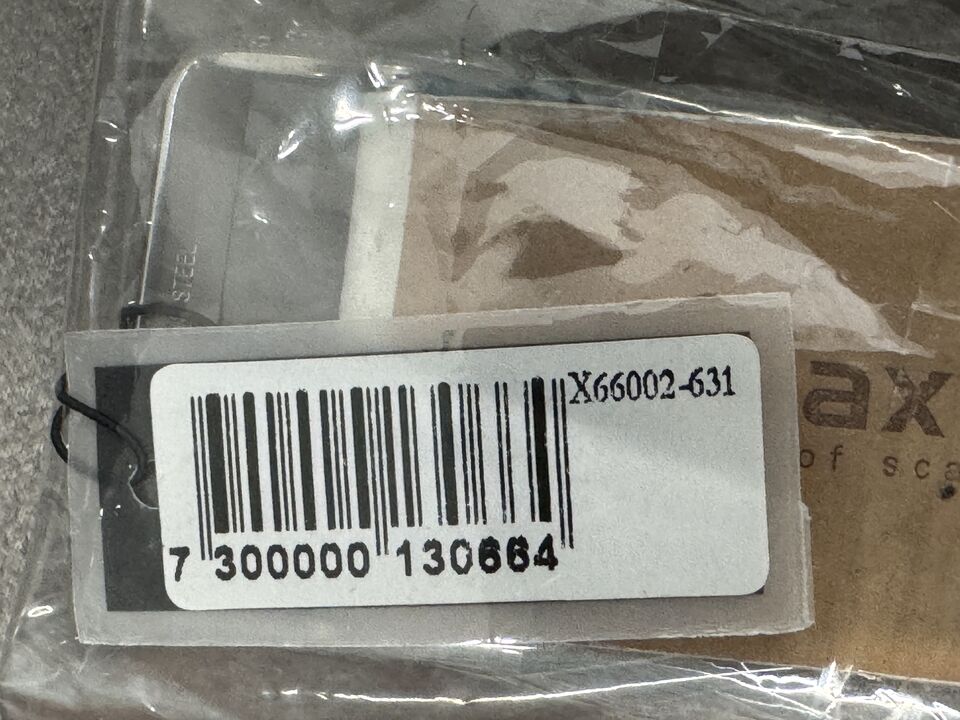 STEEL
X66002-631
ax
of sca
7 300000 130664